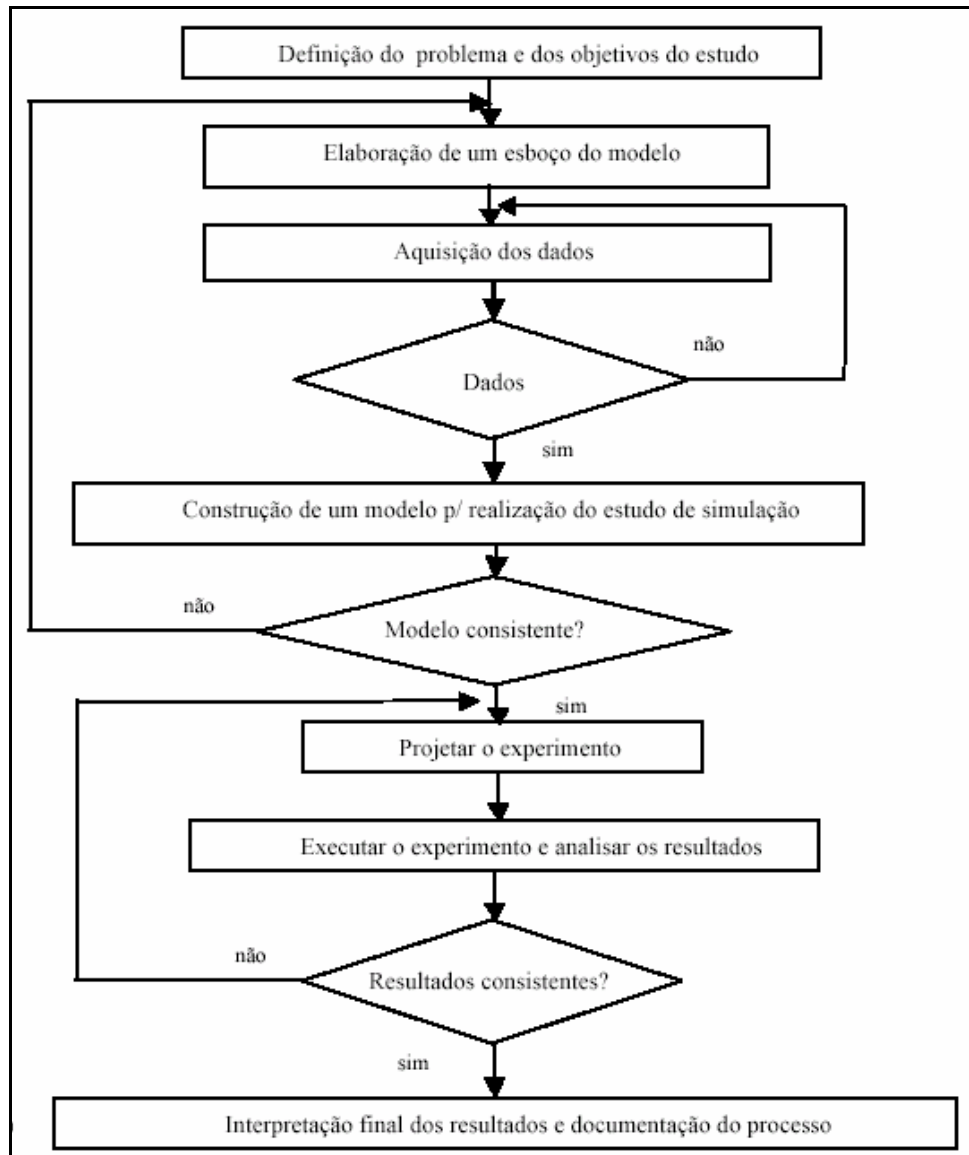 Definição do problema e dos objetivos do estudo
Elaboração de um esboço do modelo
Aquisição dos dados
não
Dados
sim
Construção de um modelo p/ realização do estudo de simulação
não
Modelo consistente?
sim
Projetar o experimento
Executar o experimento e analisar os resultados
não
Resultados consistentes?
sim
Interpretação final dos resultados e documentação do processo